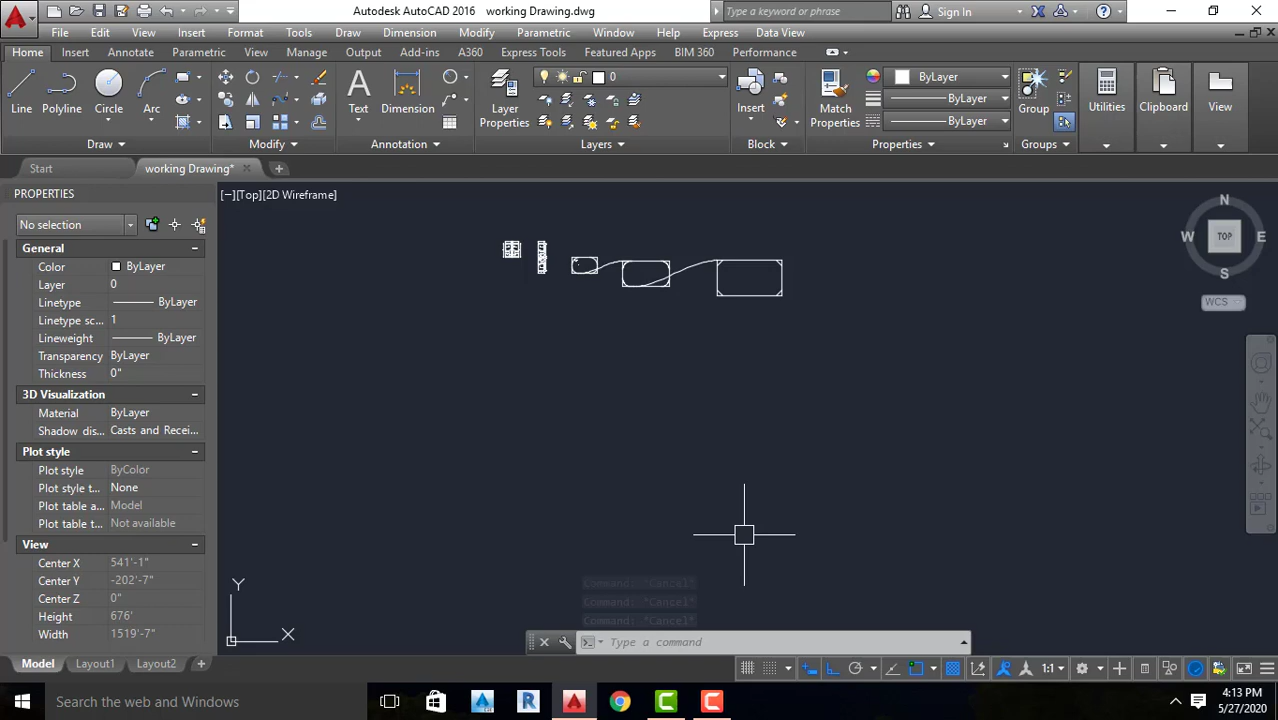 Autodesk AutoCAD 2016 working Drawing.dwg
Type a keyword or phrase
Sign In
File Edit View Insert Format Tools Draw Dimension Modify Parametric Window Help Express Data View
Home Insert Annotate Parametric View Manage Output Add-ins A360 Express Tools Featured Apps BIM 360 Performance
Line Polyline Circle Arc
Text Dimension
Layer Properties
0
Insert
Match Properties
ByLayer
ByLayer
ByLayer
Group
Utilities
Clipboard
View
Draw Modify Annotation Layers Block Properties Groups
Start working Drawing*
PROPERTIES
[−][Top][2D Wireframe]
No selection
General
Color ByLayer
Layer 0
Linetype ByLayer
Linetype sc... 1
Lineweight ByLayer
Transparency ByLayer
Thickness 0"
3D Visualization
Material ByLayer
Shadow dis... Casts and Recei...
Plot style
Plot style ByColor
Plot style t... None
Plot table a... Model
Plot table t... Not available
View
Center X 541'-1"
Center Y -202'-7"
Center Z 0"
Height 676'
Width 1519'-7"
N
W TOP E
S
WCS
Y
X
Command: *Cancel*
Command: *Cancel*
Command: *Cancel*
Type a command
Model Layout1 Layout2
1:1
Search the web and Windows
4:13 PM
5/27/2020